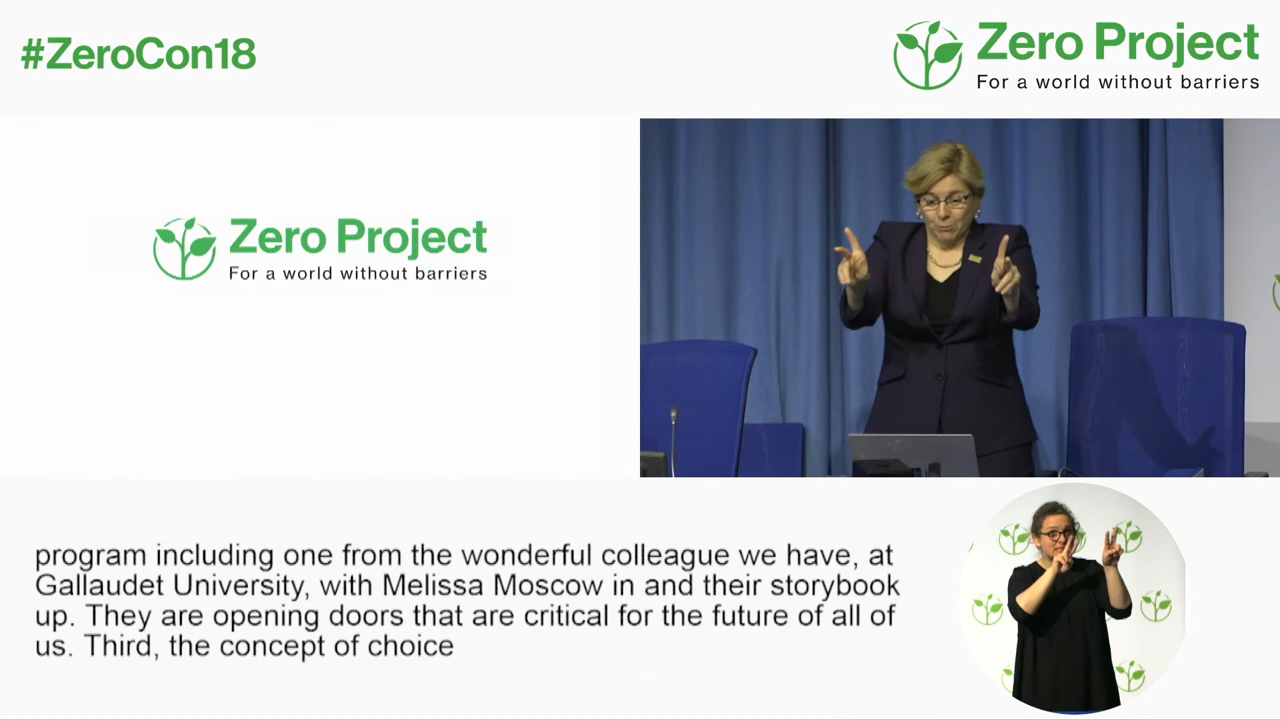 #ZeroCon18
Zero Project
For a world without barriers
Zero Project
For a world without barriers
program including one from the wonderful colleague we have, at
Gallaudet University, with Melissa Moscow in and their storybook
up. They are opening doors that are critical for the future of all of
us. Third, the concept of choice